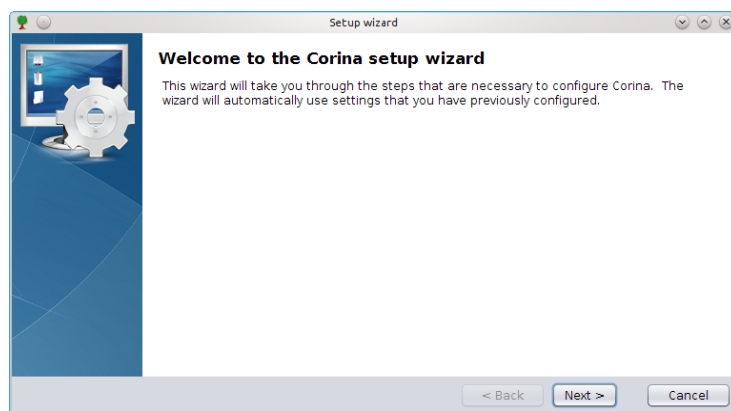 Setup wizard
Welcome to the Corina setup wizard
This wizard will take you through the steps that are necessary to configure Corina. The
wizard will automatically use settings that you have previously configured.
< Back Next > Cancel